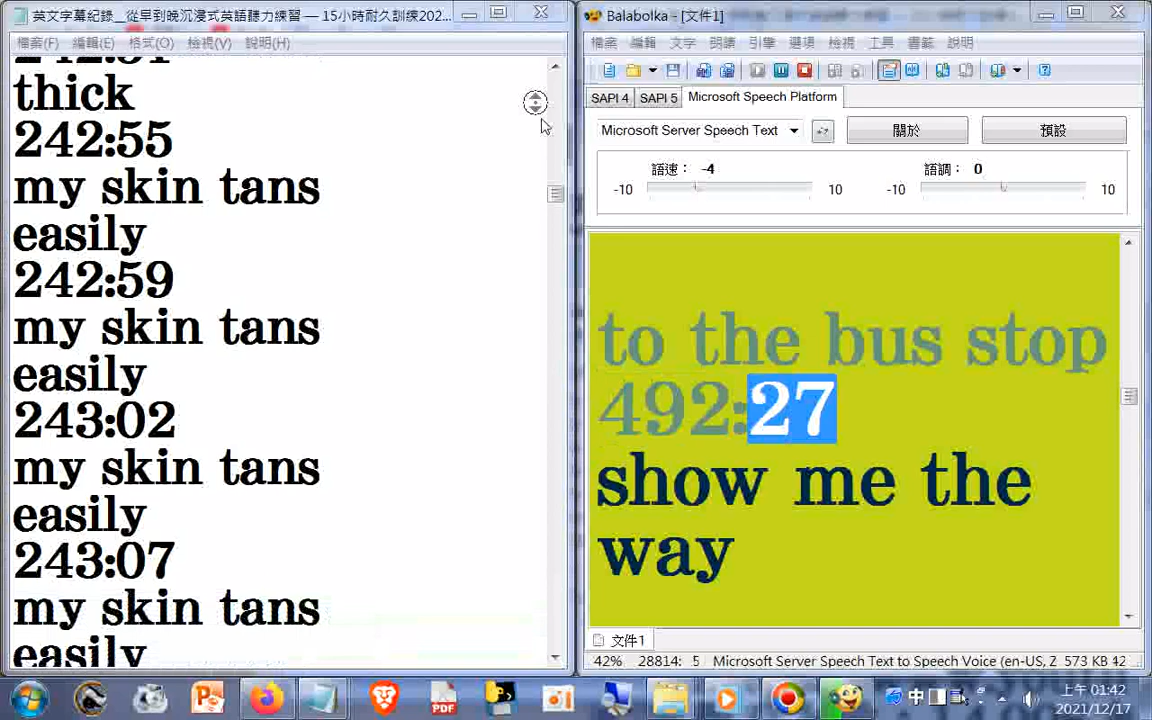 英文字幕紀錄__從早到晚沉浸式英語聽力練習 — 15小時耐久訓練202...
檔案(F) 編輯(E) 格式(O) 檢視(V) 說明(H)
242:51
thick
242:55
my skin tans
easily
242:59
my skin tans
easily
243:02
my skin tans
easily
243:07
my skin tans
easily
Balabolka - [文件1]
檔案 編輯 文字 朗讀 引擎 選項 檢視 工具 書籤 說明
SAPI 4 SAPI 5 Microsoft Speech Platform
Microsoft Server Speech Text 關於 預設
語速： -4 語調： 0
-10 10 -10 10
to the bus stop
492:27
show me the
way
文件1
42% 28814: 5 Microsoft Server Speech Text to Speech Voice (en-US, Z 573 KB 42
中 上午 01:42
2021/12/17